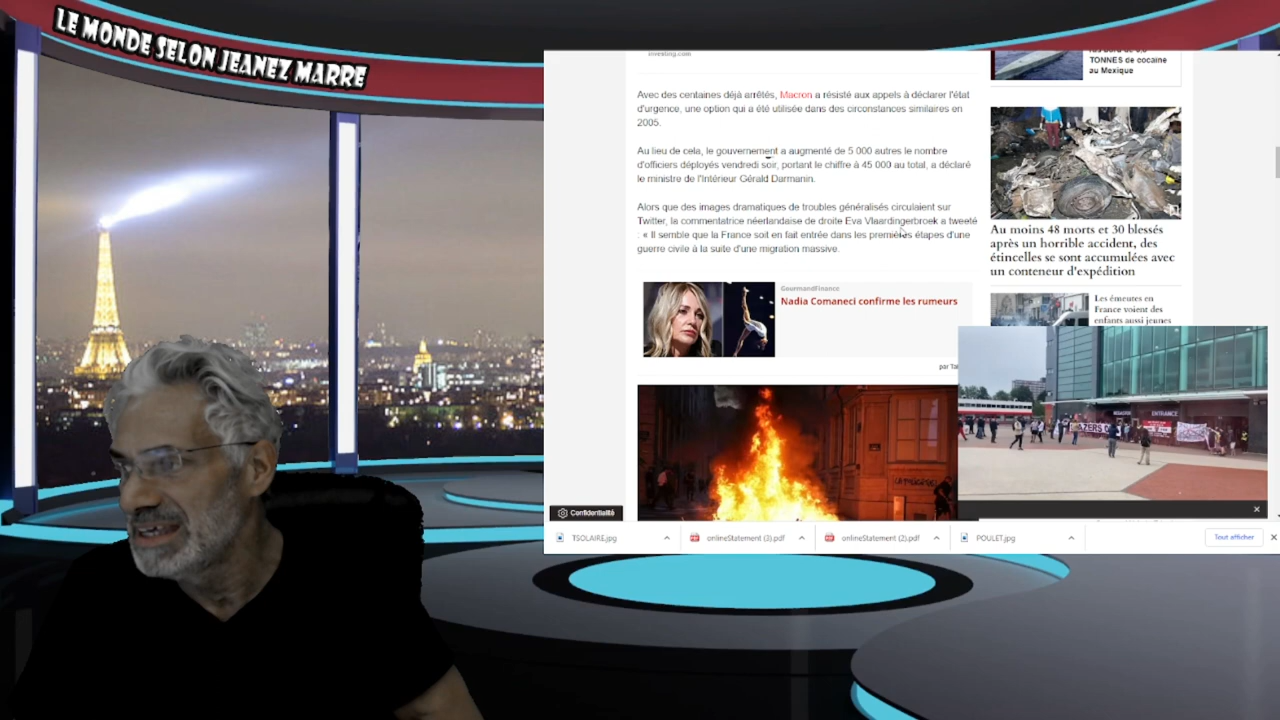 LE MONDE SELON JEANEZ MARRE
investing.com
Avec des centaines déjà arrêtés, Macron a résisté aux appels à déclarer l'état
d'urgence, une option qui a été utilisée dans des circonstances similaires en
2005.
Au lieu de cela, le gouvernement a augmenté de 5 000 autres le nombre
d'officiers déployés vendredi soir, portant le chiffre à 45 000 au total, a déclaré
le ministre de l'Intérieur Gérald Darmanin.
Alors que des images dramatiques de troubles généralisés circulaient sur
Twitter, la commentatrice néerlandaise de droite Eva Vlaardingerbroek a tweeté
: « Il semble que la France soit en fait entrée dans les premières étapes d'une
guerre civile à la suite d'une migration massive.
GourmandFinance
Nadia Comaneci confirme les rumeurs
par
TONNES de cocaine
au Mexique
Au moins 48 morts et 30 blessés
après un horrible accident, des
étincelles se sont accumulées avec
un conteneur d'expédition
Les émeutes en
France voient des
enfants aussi jeunes
ENTRANCE
Confidentialité
TSOLAIRE.jpg
onlineStatement (3).pdf
onlineStatement (2).pdf
POULET.jpg
Tout afficher